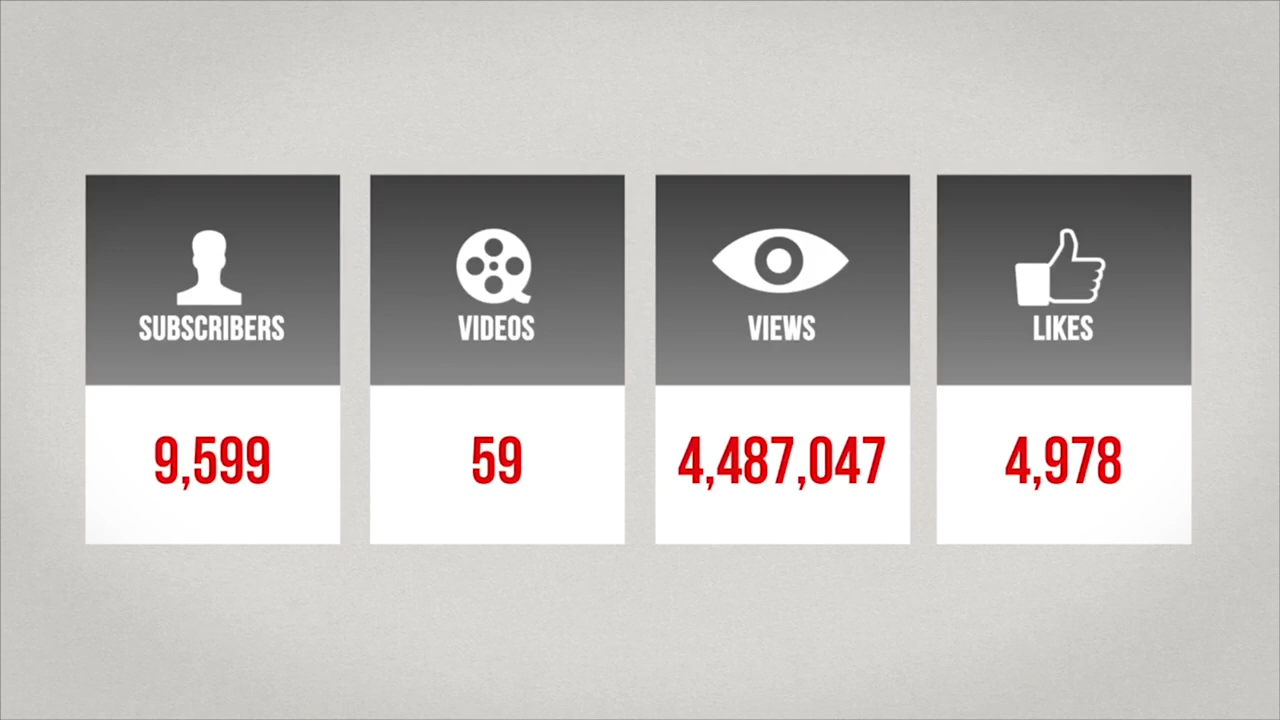 SUBSCRIBERS
VIDEOS
VIEWS
LIKES
9,599
59
4,487,047
4,978